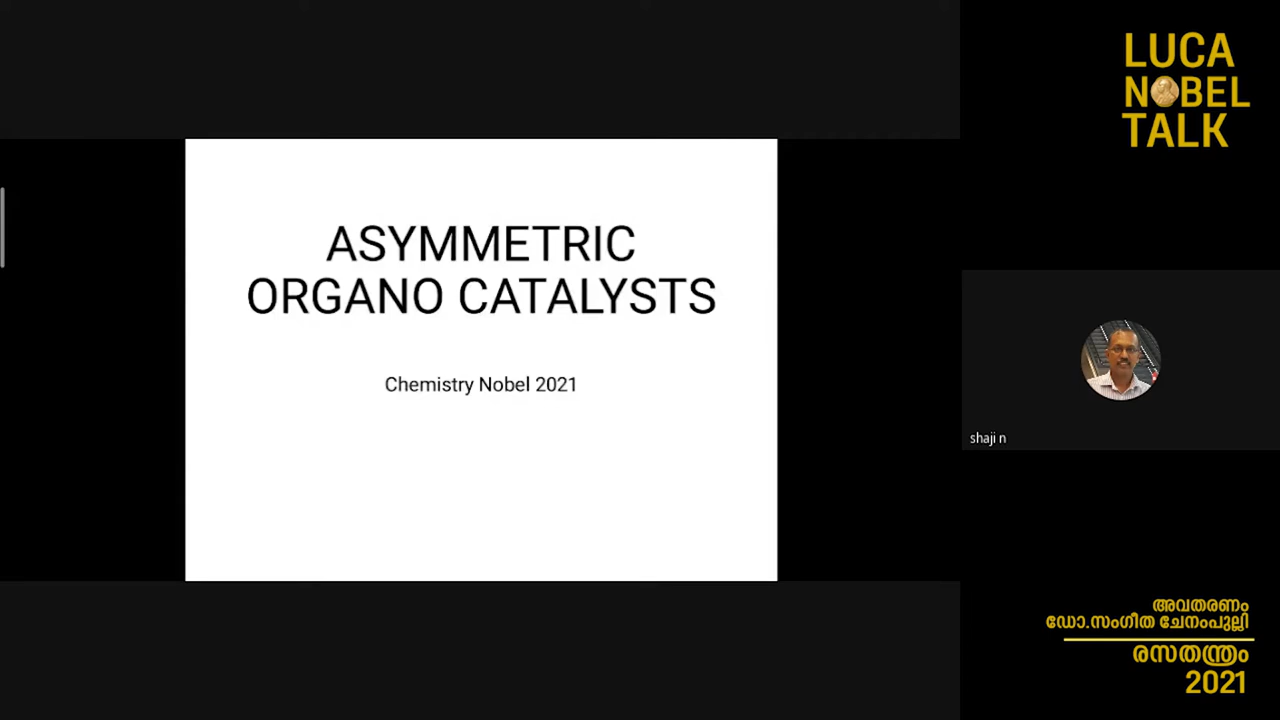 ASYMMETRIC
ORGANO CATALYSTS
Chemistry Nobel 2021
LUCA
NOBEL
TALK
shaji n
അവതരണം
ഡോ.സംഗീത ചേനംപുല്ലി
രസതന്ത്രം
2021